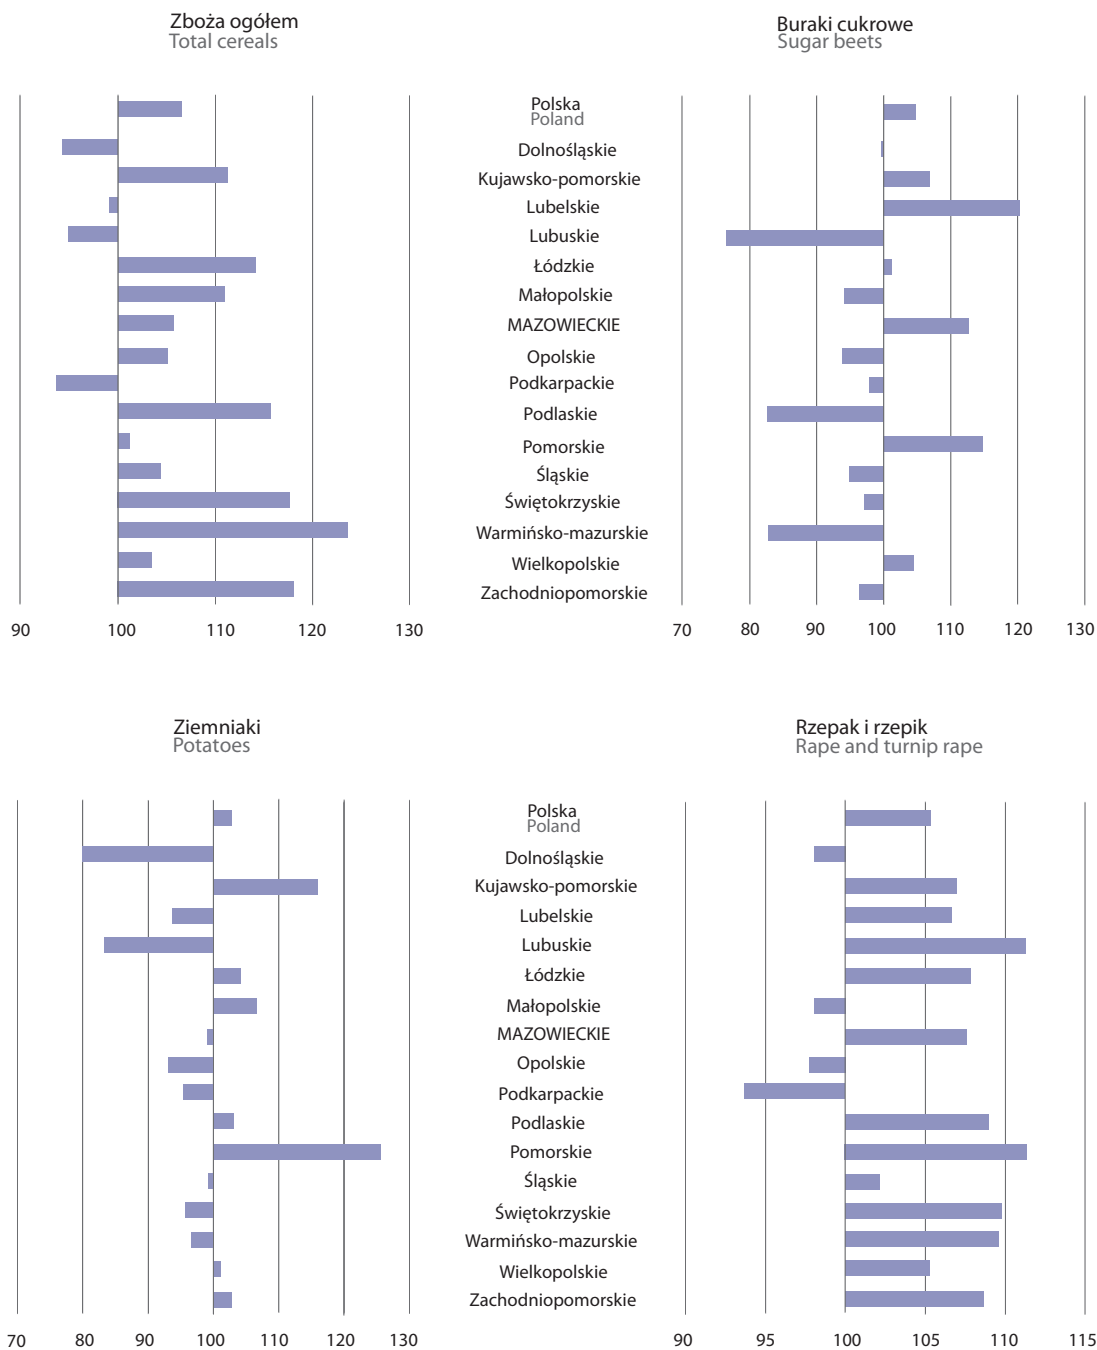 Zboża ogółem
Total cereals
Buraki cukrowe
Sugar beets
Polska
Poland
Dolnośląskie
Kujawsko-pomorskie
Lubelskie
Lubuskie
Łódzkie
Małopolskie
MAZOWIECKIE
Opolskie
Podkarpackie
Podlaskie
Pomorskie
Śląskie
Świętokrzyskie
Warmińsko-mazurskie
Wielkopolskie
Zachodniopomorskie
90 100 110 120 130
70 80 90 100 110 120 130
Ziemniaki
Potatoes
Rzepak i rzepik
Rape and turnip rape
Polska
Poland
Dolnośląskie
Kujawsko-pomorskie
Lubelskie
Lubuskie
Łódzkie
Małopolskie
MAZOWIECKIE
Opolskie
Podkarpackie
Podlaskie
Pomorskie
Śląskie
Świętokrzyskie
Warmińsko-mazurskie
Wielkopolskie
Zachodniopomorskie
70 80 90 100 110 120 130
90 95 100 105 110 115